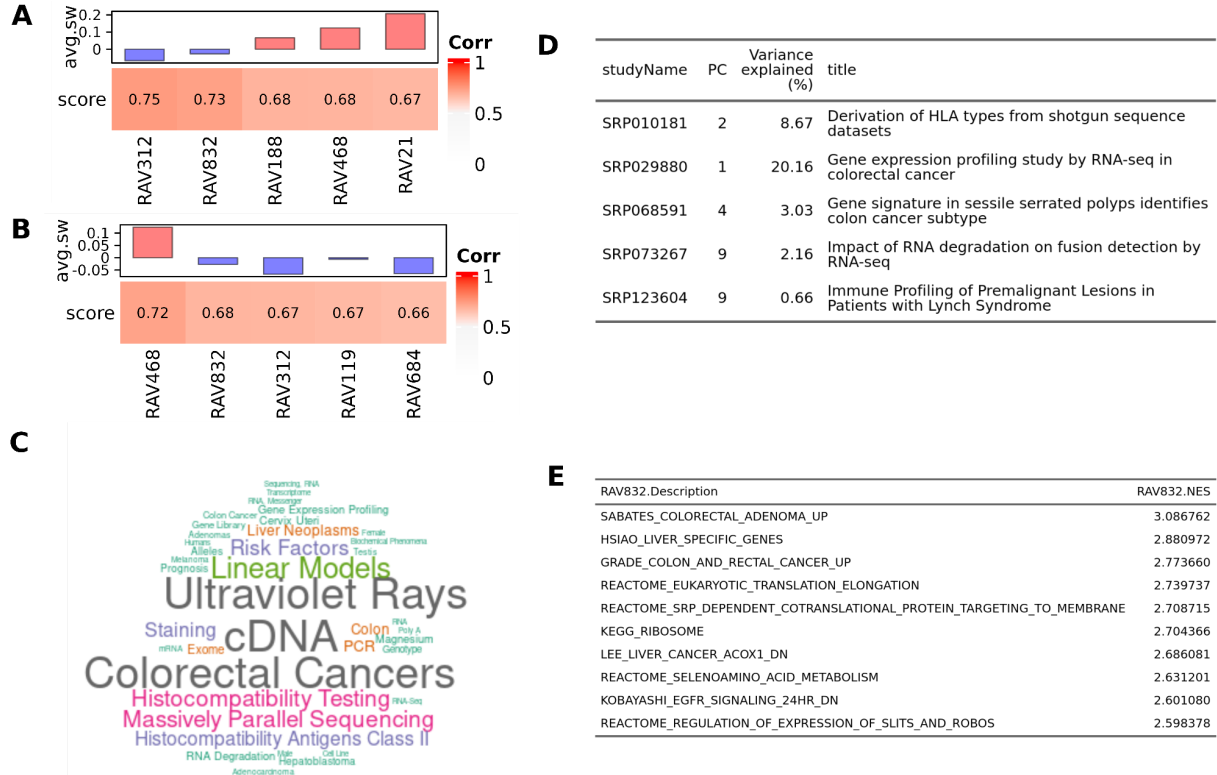 A
avg.sw
0.2
0.1
0
score
0.75 0.73 0.68 0.68 0.67
RAV312 RAV832 RAV188 RAV468 RAV21
Corr
1
0.5
0
B
avg.sw
0.1
0.05
0
-0.05
score
0.72 0.68 0.67 0.67 0.66
RAV468 RAV832 RAV312 RAV119 RAV684
Corr
1
0.5
0
C
Sequencing, RNA
Transcriptome
RNA, Messenger
Gene Expression Profiling
Colon Cancer
Cervix Uteri
Gene Library
Liver Neoplasms
Female
Adenomas
Humans
Risk Factors
Biochemical Phenomena
Alleles
Testis
Melanoma
Linear Models
Prognosis
Ultraviolet Rays
Staining
cDNA
Colon
RNA
Poly A
Magnesium
mRNA
Exome
PCR
Genotype
Colorectal Cancers
Histocompatibility Testing
RNA-Seq
Massively Parallel Sequencing
Histocompatibility Antigens Class II
RNA Degradation
Male
Cell Line
Hepatoblastoma
Adenocarcinoma
D
studyName PC Variance explained (%) title
SRP010181 2 8.67 Derivation of HLA types from shotgun sequence
datasets
SRP029880 1 20.16 Gene expression profiling study by RNA-seq in
colorectal cancer
SRP068591 4 3.03 Gene signature in sessile serrated polyps identifies
colon cancer subtype
SRP073267 9 2.16 Impact of RNA degradation on fusion detection by
RNA-seq
SRP123604 9 0.66 Immune Profiling of Premalignant Lesions in
Patients with Lynch Syndrome
E
RAV832.Description RAV832.NES
SABATES_COLORECTAL_ADENOMA_UP 3.086762
HSIAO_LIVER_SPECIFIC_GENES 2.880972
GRADE_COLON_AND_RECTAL_CANCER_UP 2.773660
REACTOME_EUKARYOTIC_TRANSLATION_ELONGATION 2.739737
REACTOME_SRP_DEPENDENT_COTRANSLATIONAL_PROTEIN_TARGETING_TO_MEMBRANE 2.708715
KEGG_RIBOSOME 2.704366
LEE_LIVER_CANCER_ACOX1_DN 2.686081
REACTOME_SELENOAMINO_ACID_METABOLISM 2.631201
KOBAYASHI_EGFR_SIGNALING_24HR_DN 2.601080
REACTOME_REGULATION_OF_EXPRESSION_OF_SLITS_AND_ROBOS 2.598378